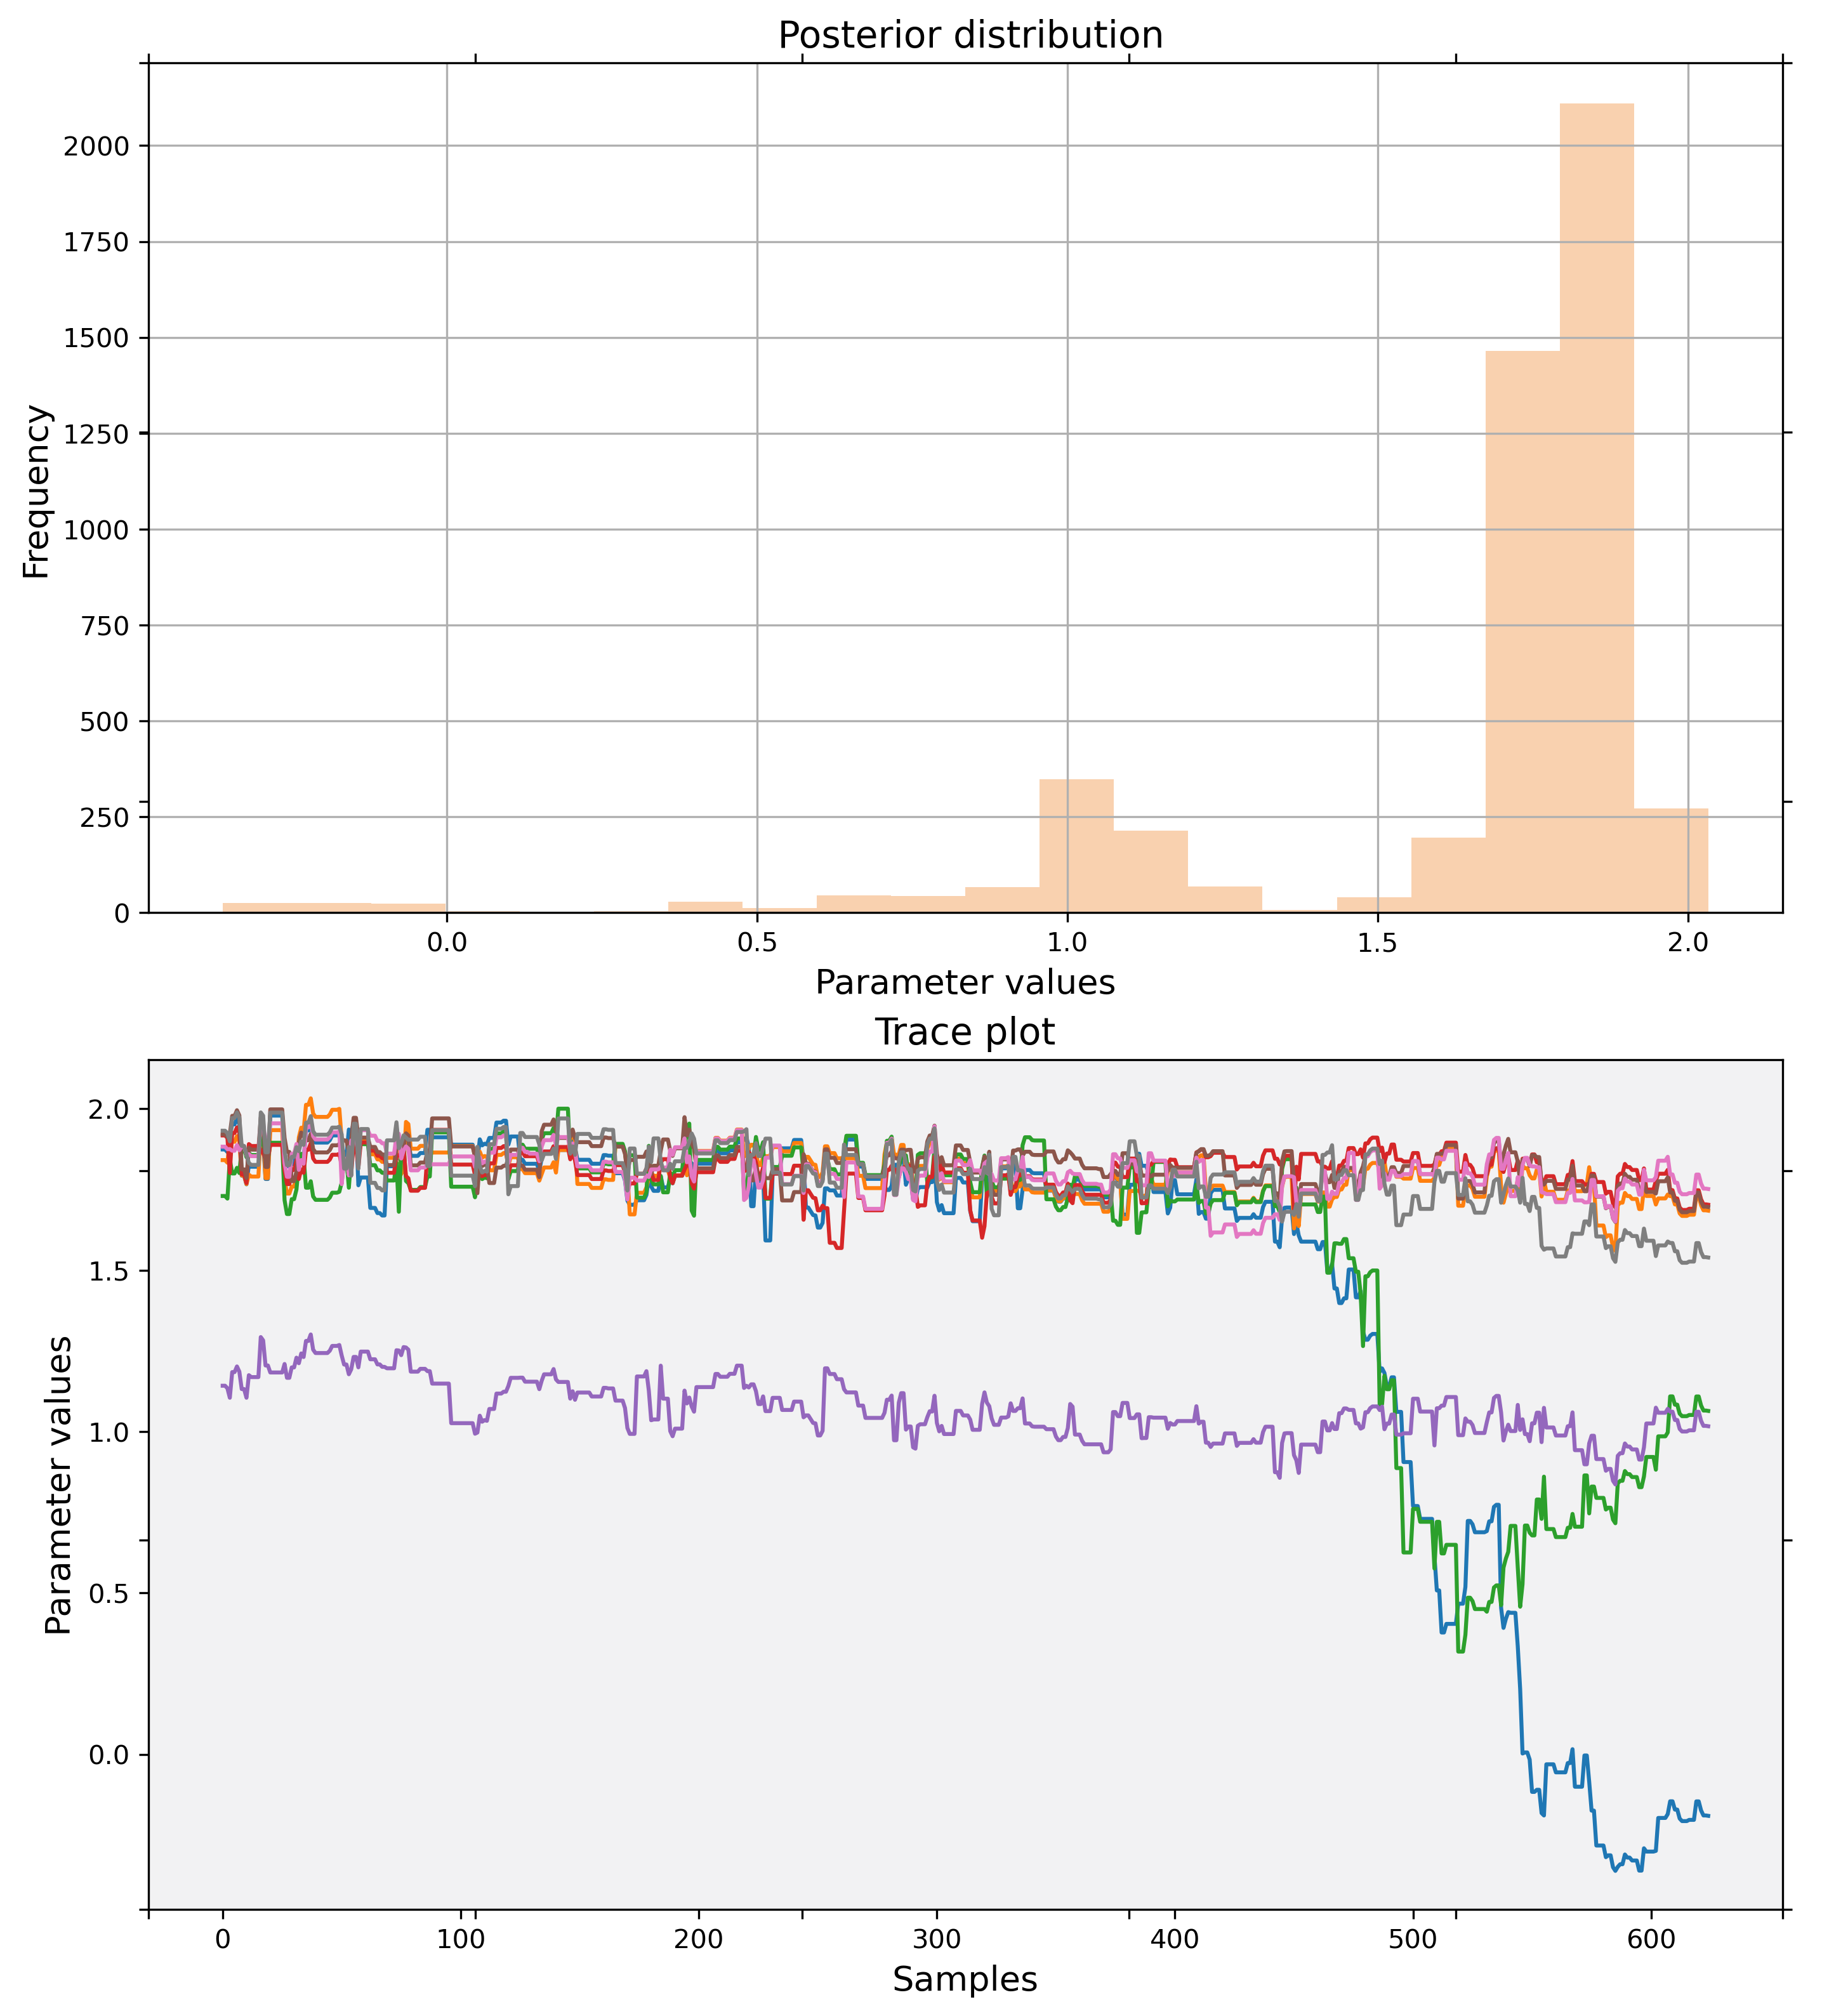 Posterior distribution
2000
1750
1500
1250
1000
750
500
250
0
Frequency
0.0 0.5 1.0 1.5 2.0
Parameter values
Trace plot
2.0
1.5
1.0
0.5
0.0
Parameter values
0 100 200 300 400 500 600
Samples